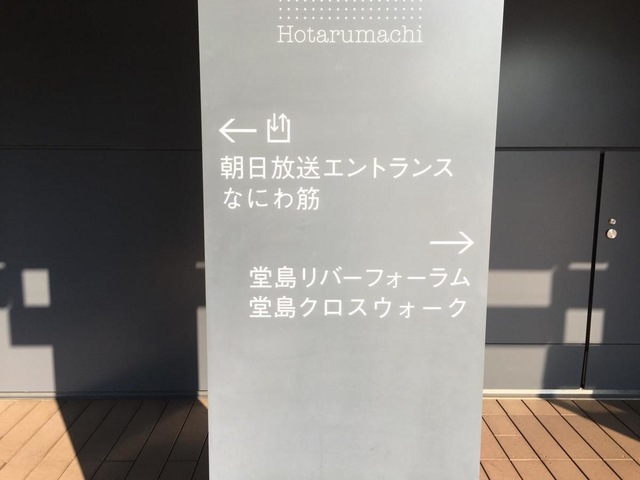 Hotarumachi
朝日放送エントランス
なにわ筋
堂島リバーフォーラム
堂島クロスウォーク